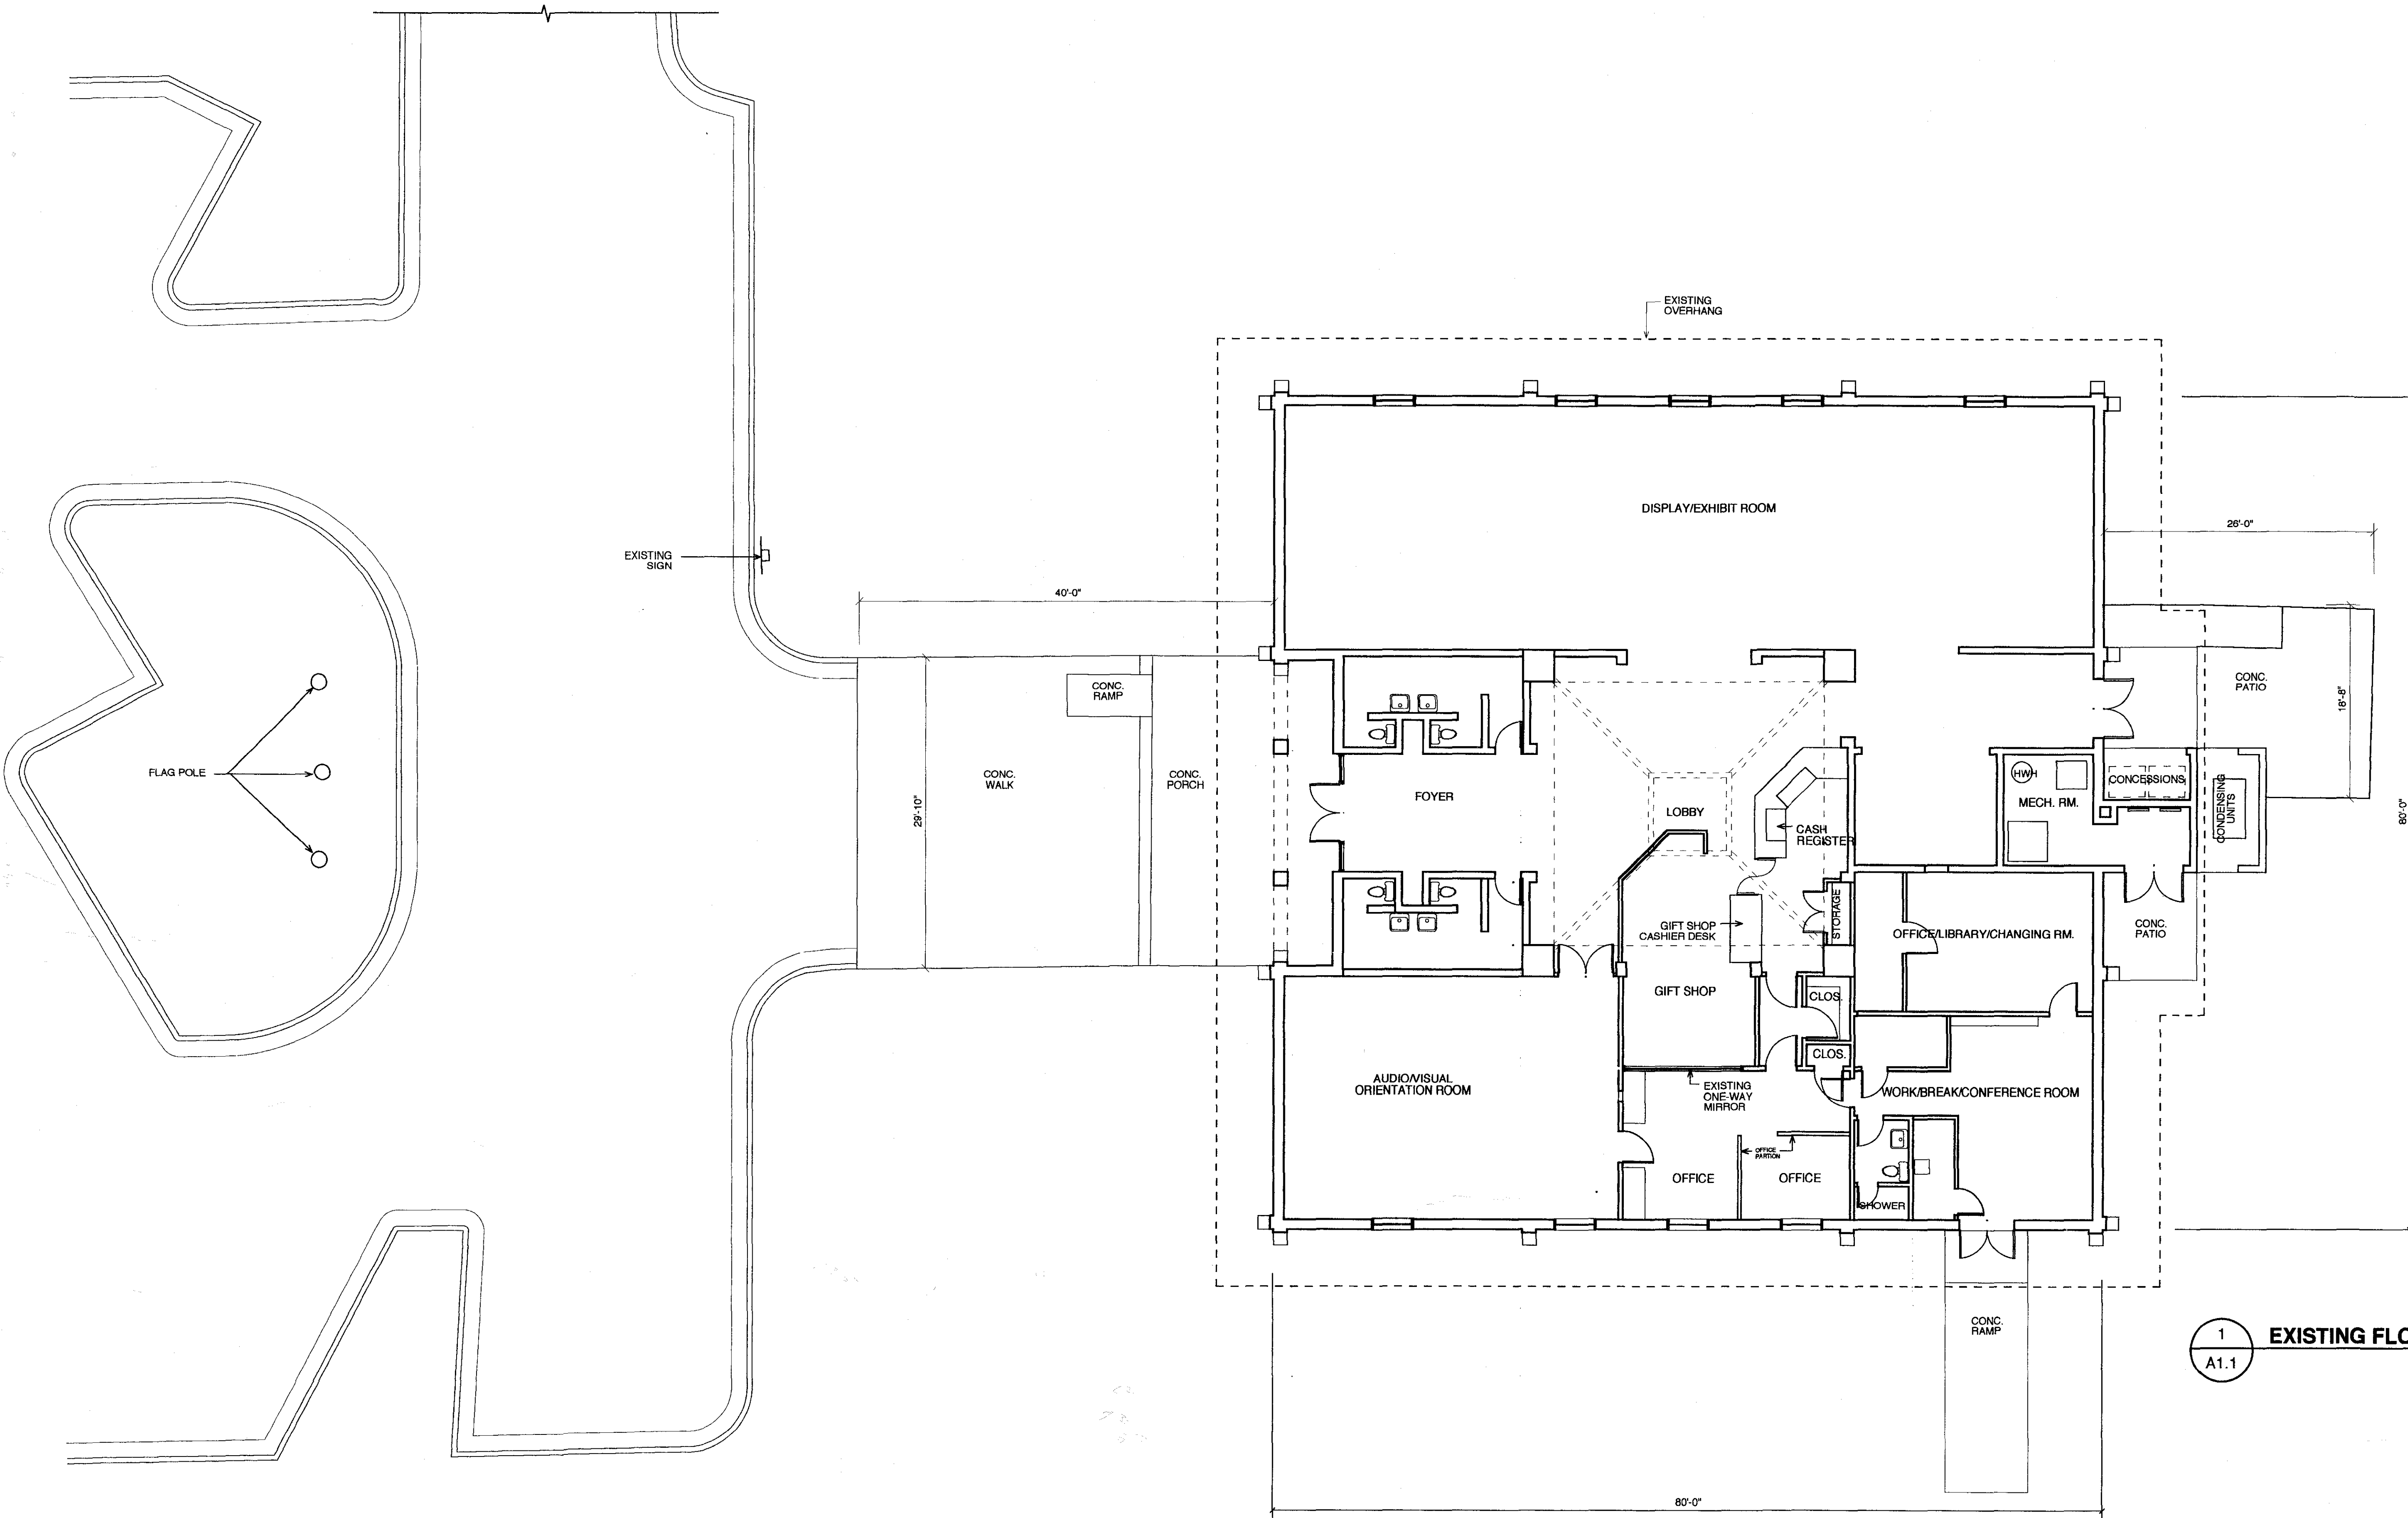 EXISTING
OVERHANG
DISPLAY/EXHIBIT ROOM
26'-0"
EXISTING
SIGN
40'-0"
CONC.
RAMP
CONC.
PATIO
18'-8"
FLAG POLE
CONC.
WALK
CONC.
PORCH
29'-10"
FOYER
LOBBY
CASH
REGISTER
HWH
MECH. RM.
CONCESSIONS
CONDENSING
UNITS
80'-0"
GIFT SHOP
CASHIER DESK
STORAGE
OFFICE/LIBRARY/CHANGING RM.
CONC.
PATIO
GIFT SHOP
CLOS.
CLOS.
AUDIO/VISUAL
ORIENTATION ROOM
EXISTING
ONE-WAY
MIRROR
WORK/BREAK/CONFERENCE ROOM
OFFICE
PARTION
OFFICE
OFFICE
SHOWER
CONC.
RAMP
1
A1.1
EXISTING FLO
80'-0"